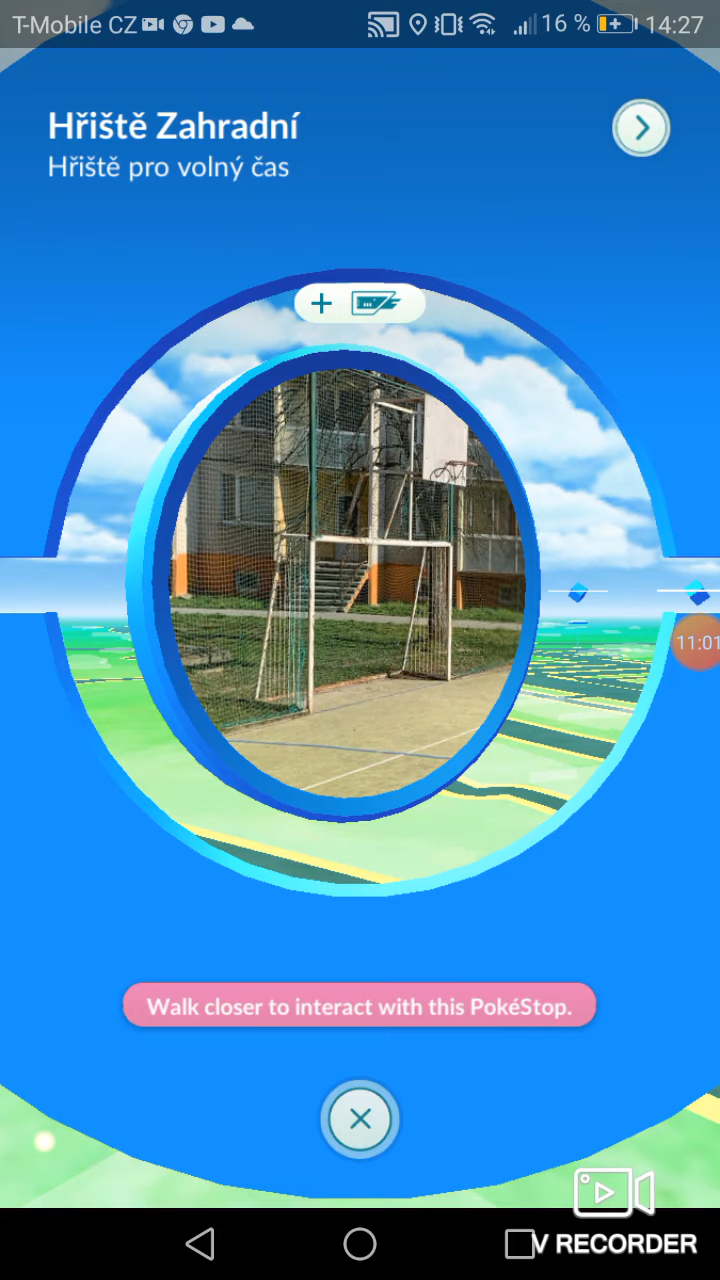 T-Mobile CZ 16 % 14:27
Hřiště Zahradní
Hřiště pro volný čas
11:01
Walk closer to interact with this PokéStop.
V RECORDER